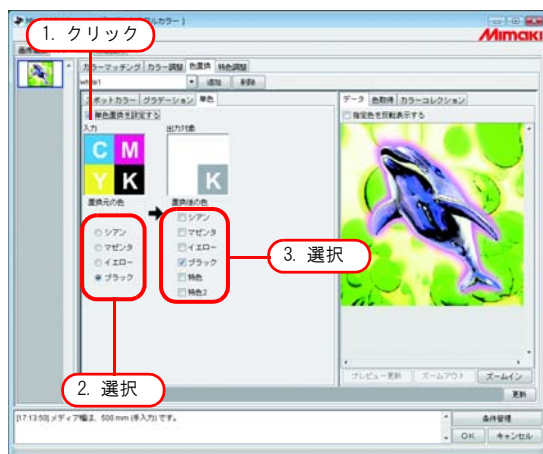 1. クリック
ルカラー )
Mimaki
カラーマッチング カラー調整 色置換 特色調整
white1
追加 削除
スポットカラー グラデーション 単色
データ 色取得 カラーコレクション
単色置換を設定する
指定色を反転表示する
入力
出力対象
C M
Y K
K
置換元の色
置換後の色
シアン
マゼンタ
イエロー
ブラック
シアン
マゼンタ
イエロー
ブラック
特色
特色2
3. 選択
2. 選択
プレビュー更新 ズームアウト ズームイン
更新
[17:13:50] メディア幅は、500 mm (手入力) です。
条件管理
OK キャンセル